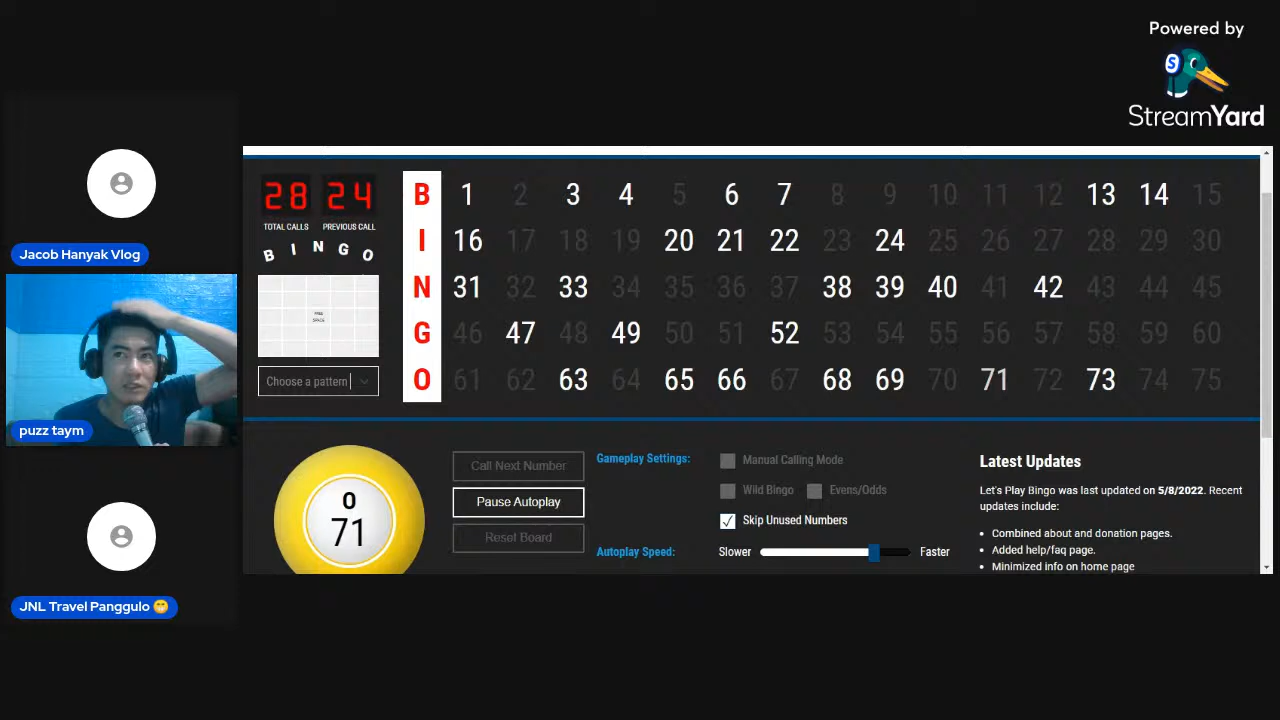 Powered by
StreamYard
Jacob Hanyak Vlog
puzz taym
JNL Travel Panggulo 😁
28 24
TOTAL CALLS PREVIOUS CALL
B I N G O
FREE
SPACE
Choose a pattern
B 1 2 3 4 5 6 7 8 9 10 11 12 13 14 15
I 16 17 18 19 20 21 22 23 24 25 26 27 28 29 30
N 31 32 33 34 35 36 37 38 39 40 41 42 43 44 45
G 46 47 48 49 50 51 52 53 54 55 56 57 58 59 60
O 61 62 63 64 65 66 67 68 69 70 71 72 73 74 75
O
71
Call Next Number
Pause Autoplay
Reset Board
Gameplay Settings:
Manual Calling Mode
Wild Bingo Evens/Odds
Skip Unused Numbers
Autoplay Speed: Slower Faster
Latest Updates
Let's Play Bingo was last updated on 5/8/2022. Recent
updates include:
• Combined about and donation pages.
• Added help/faq page.
• Minimized info on home page